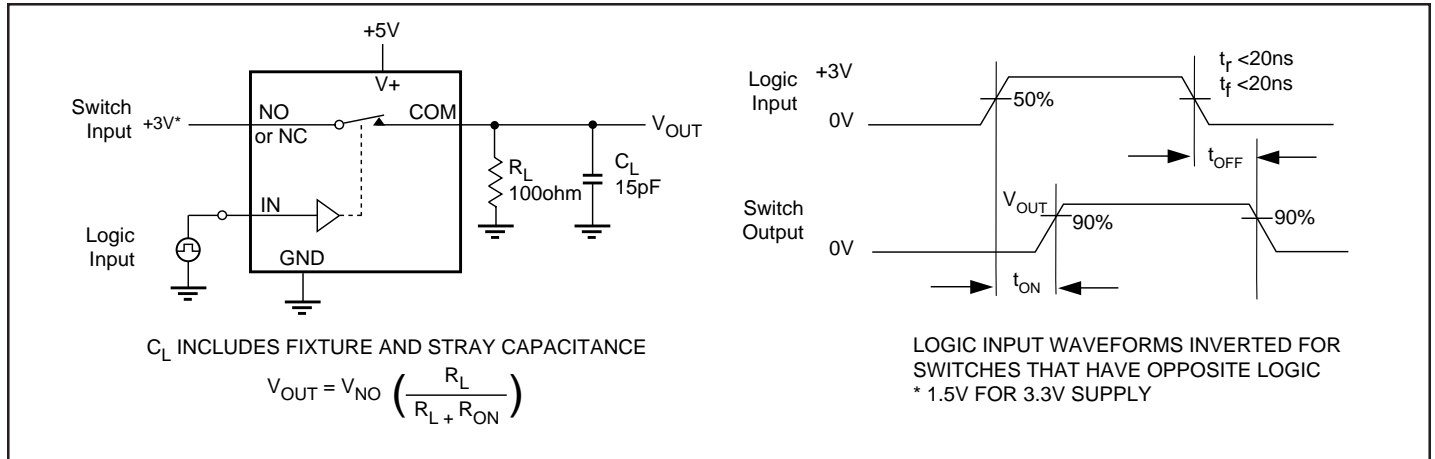 +5V
V+
Switch
Input
+3V*
NO
or NC
COM
VOUT
RL
100ohm
CL
15pF
IN
Logic
Input
GND
CL INCLUDES FIXTURE AND STRAY CAPACITANCE
VOUT = VNO ( RL / RL + RON )
Logic
Input
+3V
0V
50%
tr <20ns
tf <20ns
tOFF
Switch
Output
VOUT
0V
90%
90%
tON
LOGIC INPUT WAVEFORMS INVERTED FOR
SWITCHES THAT HAVE OPPOSITE LOGIC
* 1.5V FOR 3.3V SUPPLY